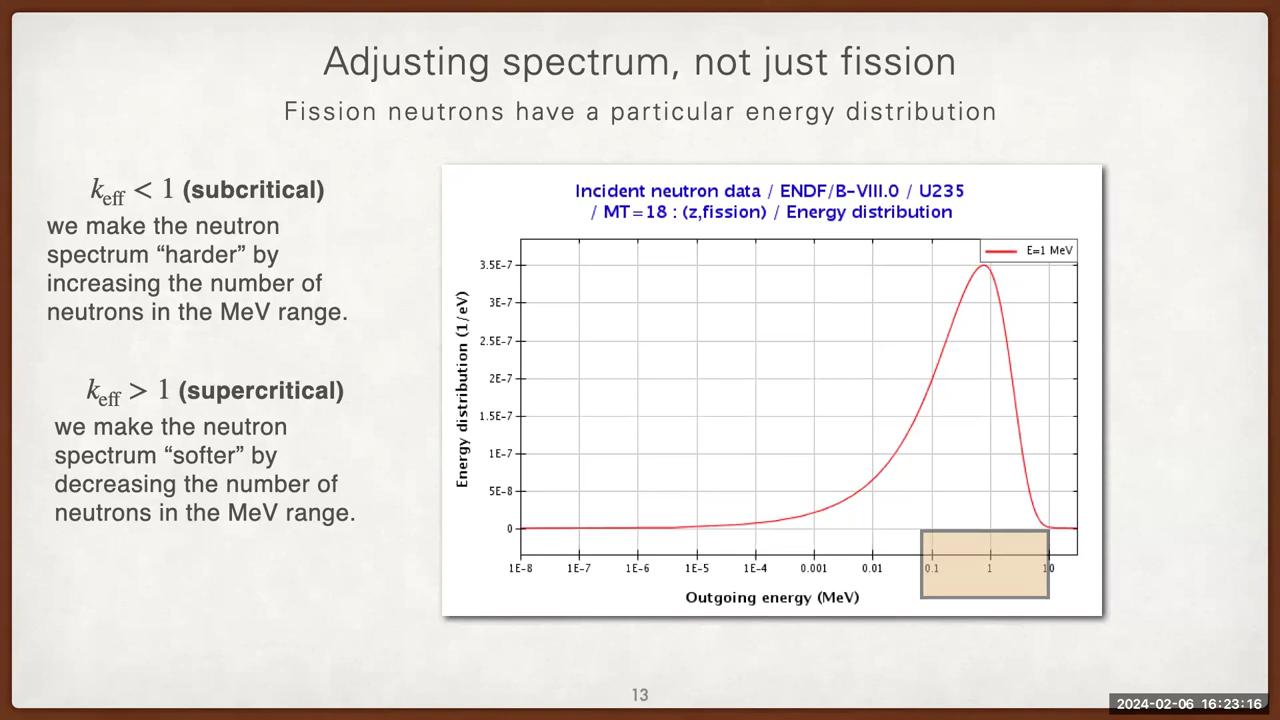 Adjusting spectrum, not just fission
Fission neutrons have a particular energy distribution
k_eff < 1 (subcritical)
we make the neutron
spectrum “harder” by
increasing the number of
neutrons in the MeV range.
k_eff > 1 (supercritical)
we make the neutron
spectrum “softer” by
decreasing the number of
neutrons in the MeV range.
Incident neutron data / ENDF/B-VIII.0 / U235
/ MT=18 : (z,fission) / Energy distribution
E=1 MeV
Energy distribution (1/eV)
3.5E-7
3E-7
2.5E-7
2E-7
1.5E-7
1E-7
5E-8
0
1E-8 1E-7 1E-6 1E-5 1E-4 0.001 0.01 0.1 1 10
Outgoing energy (MeV)
13
2024-02-06 16:23:16